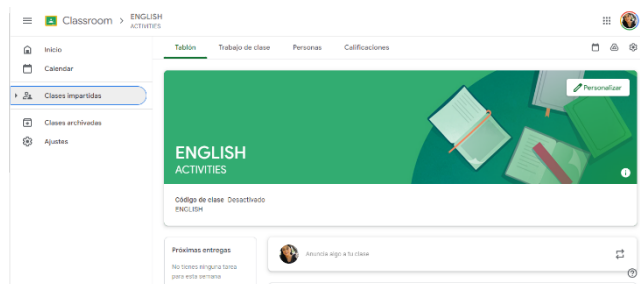 Classroom > ENGLISH
ACTIVITIES
Inicio
Calendar
Clases impartidas
Clases archivadas
Ajustes
Tablón Trabajo de clase Personas Calificaciones
Personalizar
ENGLISH
ACTIVITIES
Código de clase Desactivado
ENGLISH
Próximas entregas
No tienes ninguna tarea
para esta semana
Anuncia algo a tu clase